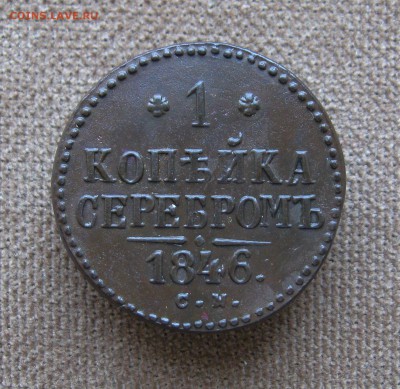 COINS.LAVE.RU
1
КОПѢЙКА
СЕРЕБРОМЪ
1846.
С.М.